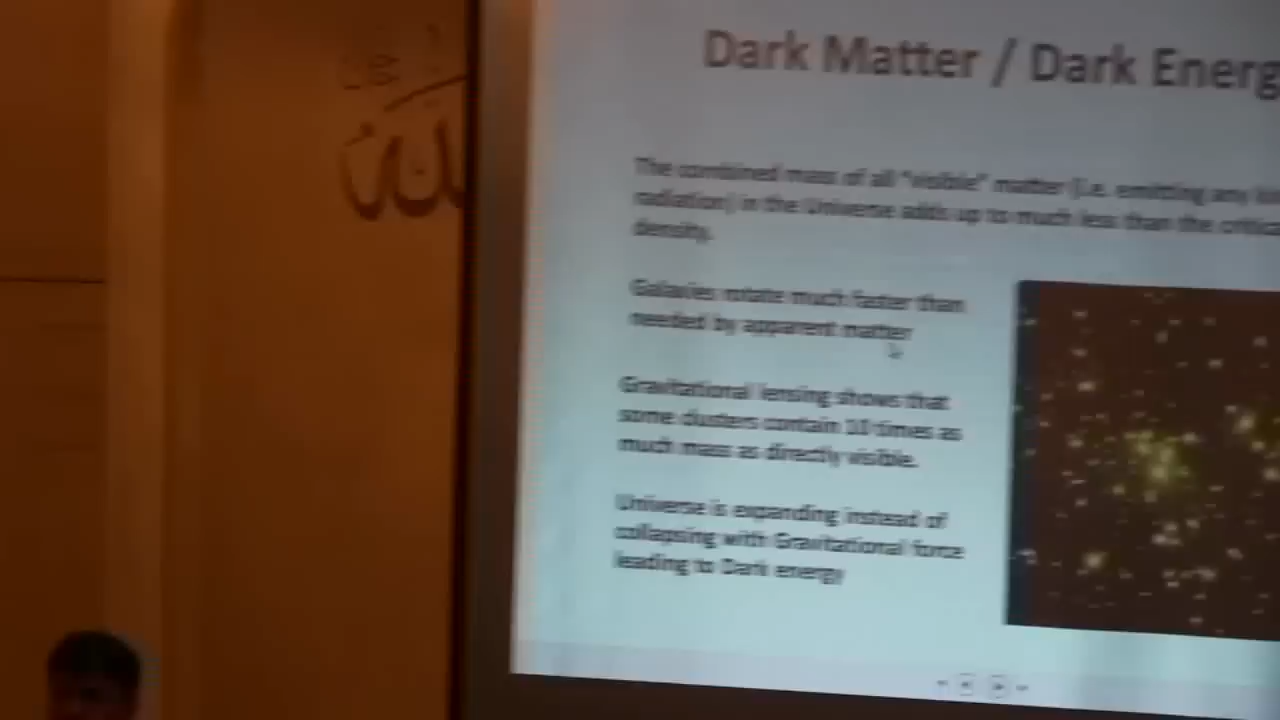 Dark Matter / Dark Energ
The combined mass of all "visible" matter (i.e. emitting any
radiation) in the Universe adds up to much less than the critica
density.
Galaxies rotate much faster than
needed by apparent matter
Gravitational lensing shows that
some clusters contain 10 times as
much mass as directly visible.
Universe is expanding instead of
collapsing with Gravitational force
leading to Dark energy